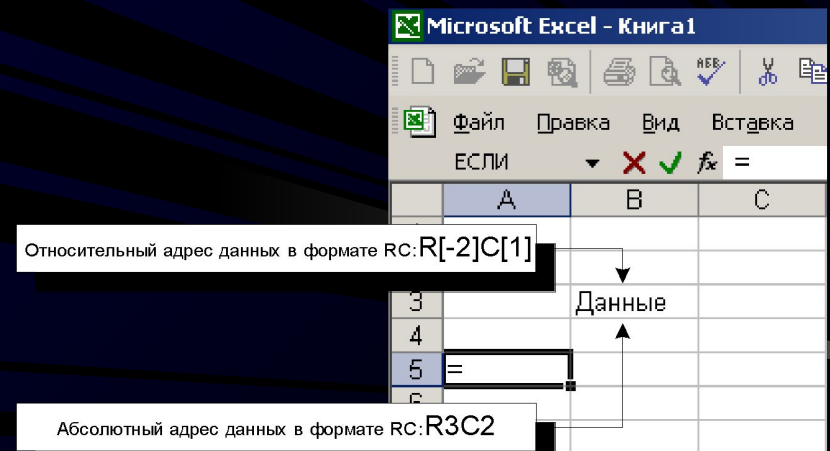 Microsoft Excel - Книга1
Файл Правка Вид Вставка
ЕСЛИ fx =
A B C
Относительный адрес данных в формате RC:R[-2]C[1]
3 Данные
4
5 =
Абсолютный адрес данных в формате RC:R3C2